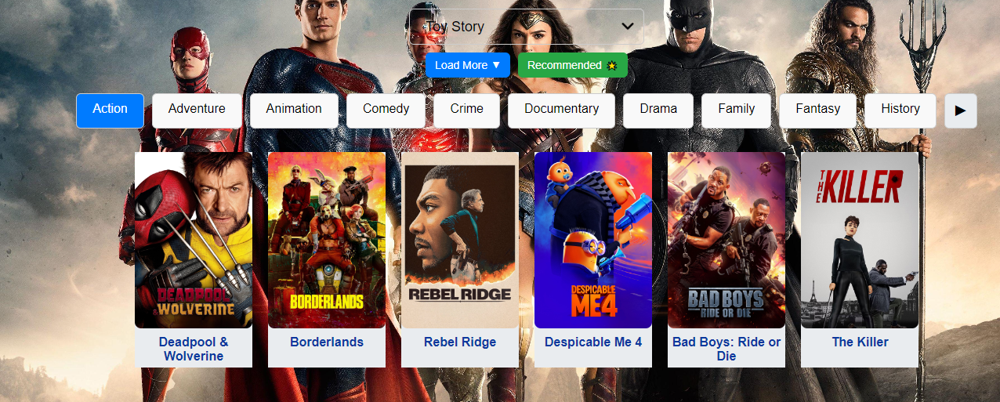 Toy Story
Load More ▼
Recommended 🌟
Action
Adventure
Animation
Comedy
Crime
Documentary
Drama
Family
Fantasy
History
▶
DEADPOOL
& WOLVERINE
BORDERLANDS
REBEL RIDGE
DESPICABLE
ME 4
BAD BOYS
RIDE OR DIE
THE KILLER
Deadpool &
Wolverine
Borderlands
Rebel Ridge
Despicable Me 4
Bad Boys: Ride or
Die
The Killer